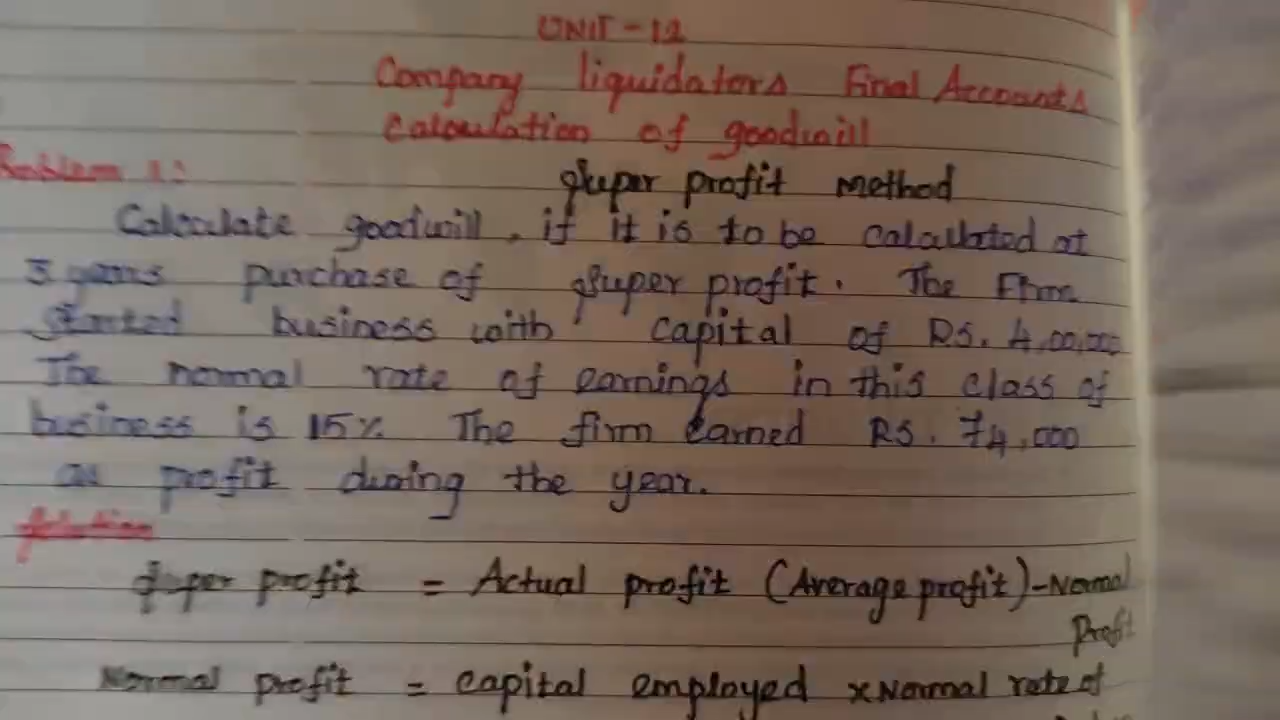 UNIT - 12
Company liquidators Final Accounts
Calculation of goodwill
Problem 1:
Super profit Method
Calculate goodwill, if it is to be calculated at
3 years purchase of Super profit. The Firm
started business with capital of Rs. 4,00,000
The normal rate of earnings in this class of
business is 15% The firm earned Rs. 74,000
as profit during the year.
Solution
Super profit = Actual profit (Average profit) - Normal
Profit
Normal profit = capital employed x Normal rate of